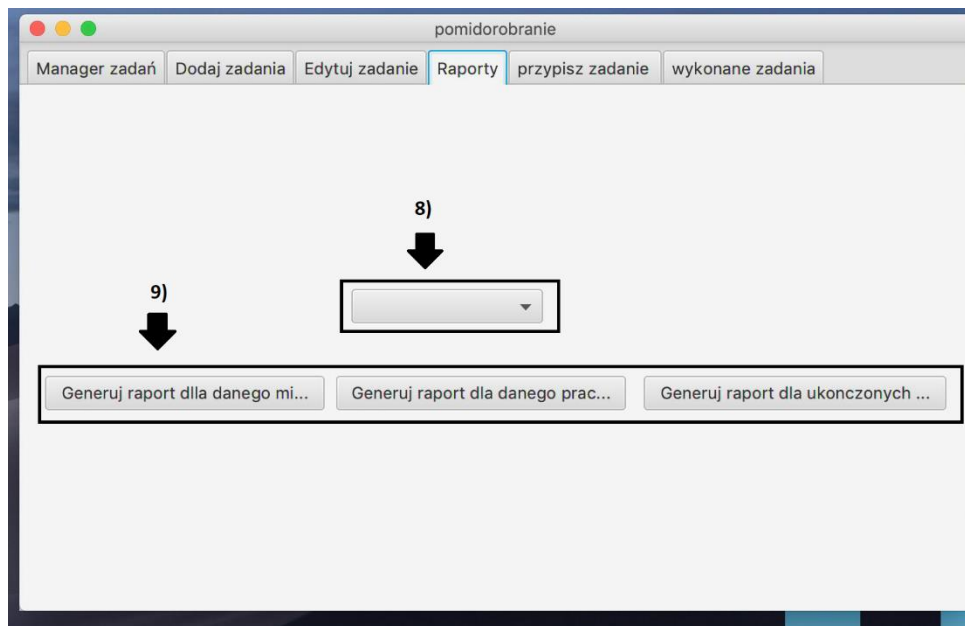 pomidorobranie
Manager zadań Dodaj zadania Edytuj zadanie Raporty przypisz zadanie wykonane zadania
8)
9)
Generuj raport dlla danego mi... Generuj raport dla danego prac... Generuj raport dla ukonczonych ...